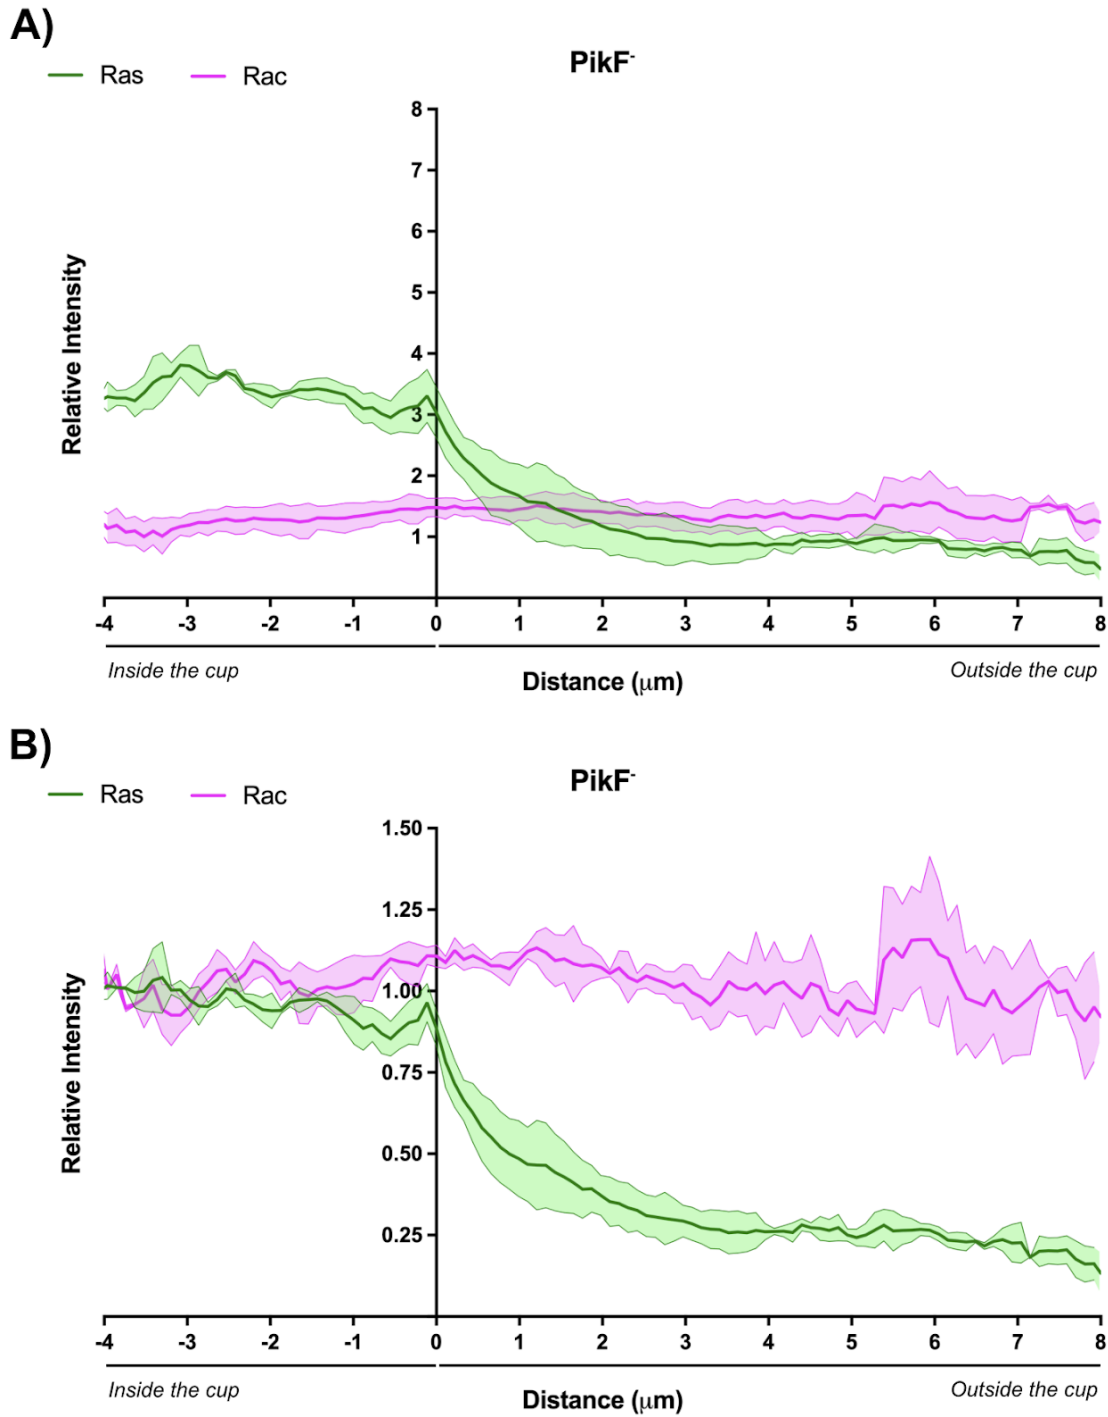 A)
Ras Rac
PikF-
8
7
6
5
4
3
2
1
Relative Intensity
-4 -3 -2 -1 0 1 2 3 4 5 6 7 8
Inside the cup Outside the cup
Distance (μm)
B)
Ras Rac
PikF-
1.50
1.25
1.00
0.75
0.50
0.25
Relative Intensity
-4 -3 -2 -1 0 1 2 3 4 5 6 7 8
Inside the cup Outside the cup
Distance (μm)